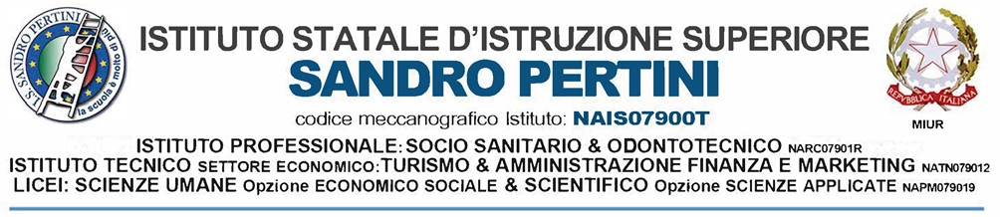 I.S. SANDRO PERTINI
la scuola è molto di più
ISTITUTO STATALE D'ISTRUZIONE SUPERIORE
SANDRO PERTINI
codice meccanografico Istituto: NAIS07900T
REPVBBLICA ITALIANA
MIUR
ISTITUTO PROFESSIONALE: SOCIO SANITARIO & ODONTOTECNICO NARC07901R
ISTITUTO TECNICO SETTORE ECONOMICO: TURISMO & AMMINISTRAZIONE FINANZA E MARKETING NATN079012
LICEI: SCIENZE UMANE Opzione ECONOMICO SOCIALE & SCIENTIFICO Opzione SCIENZE APPLICATE NAPM079019